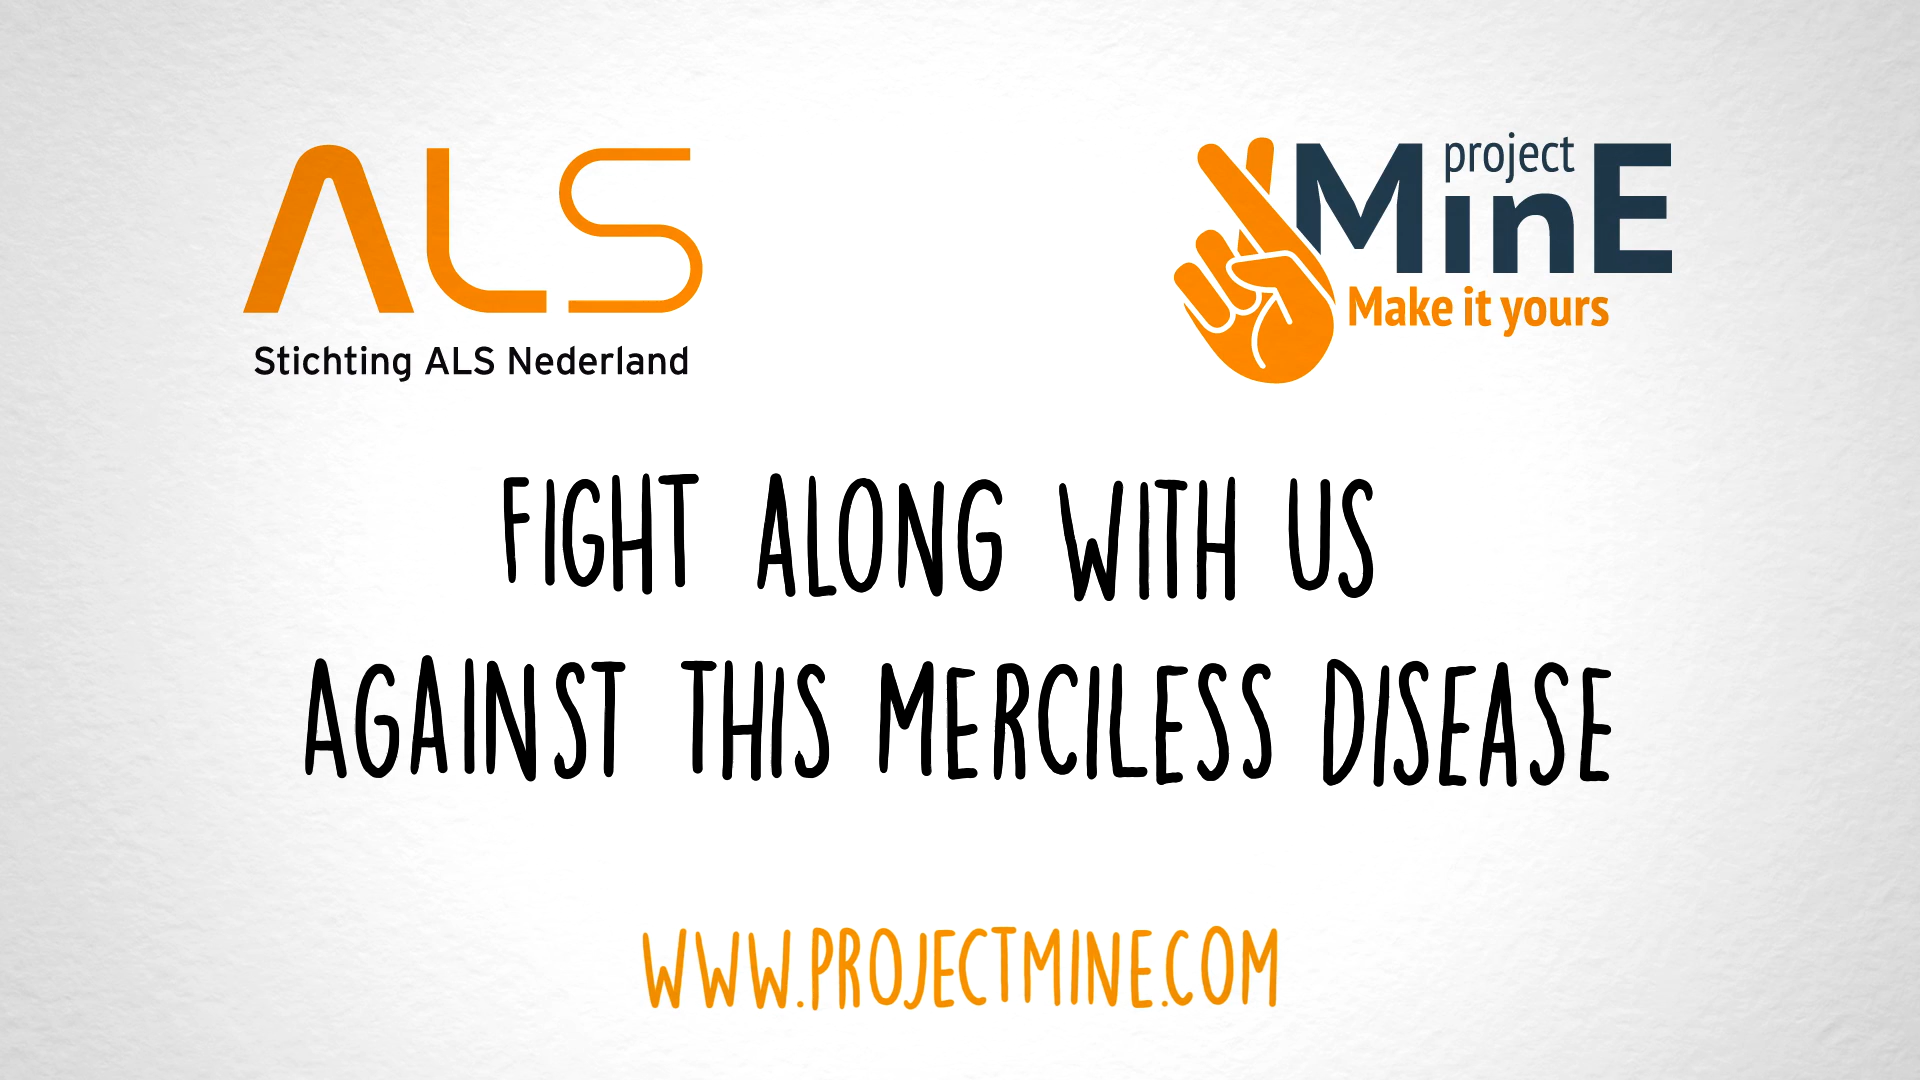 ALS
Stichting ALS Nederland
project
MinE
Make it yours
FIGHT ALONG WITH US
AGAINST THIS MERCILESS DISEASE
WWW.PROJECTMINE.COM